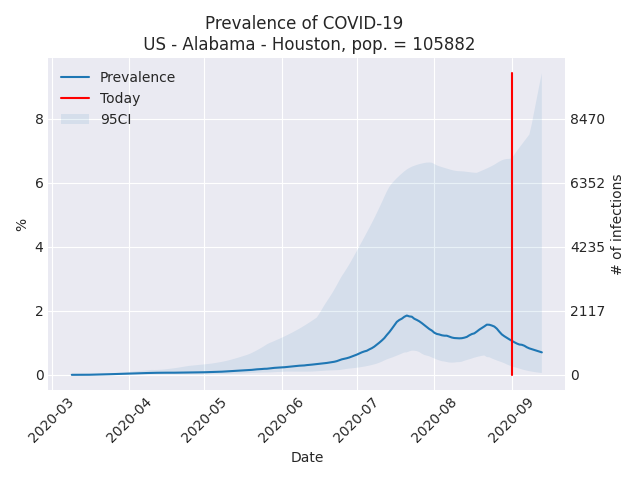 Prevalence of COVID-19
US - Alabama - Houston, pop. = 105882
Prevalence
Today
95CI
8
6
4
2
0
%
8470
6352
4235
2117
0
# of infections
2020-03
2020-04
2020-05
2020-06
2020-07
2020-08
2020-09
Date